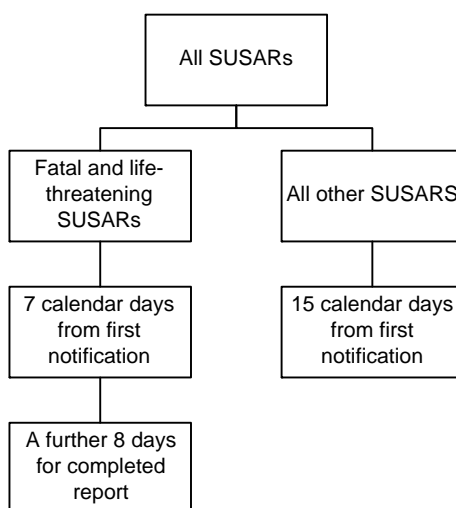 All SUSARs
Fatal and life-
threatening
SUSARs
All other SUSARS
7 calendar days
from first
notification
15 calendar days
from first
notification
A further 8 days
for completed
report